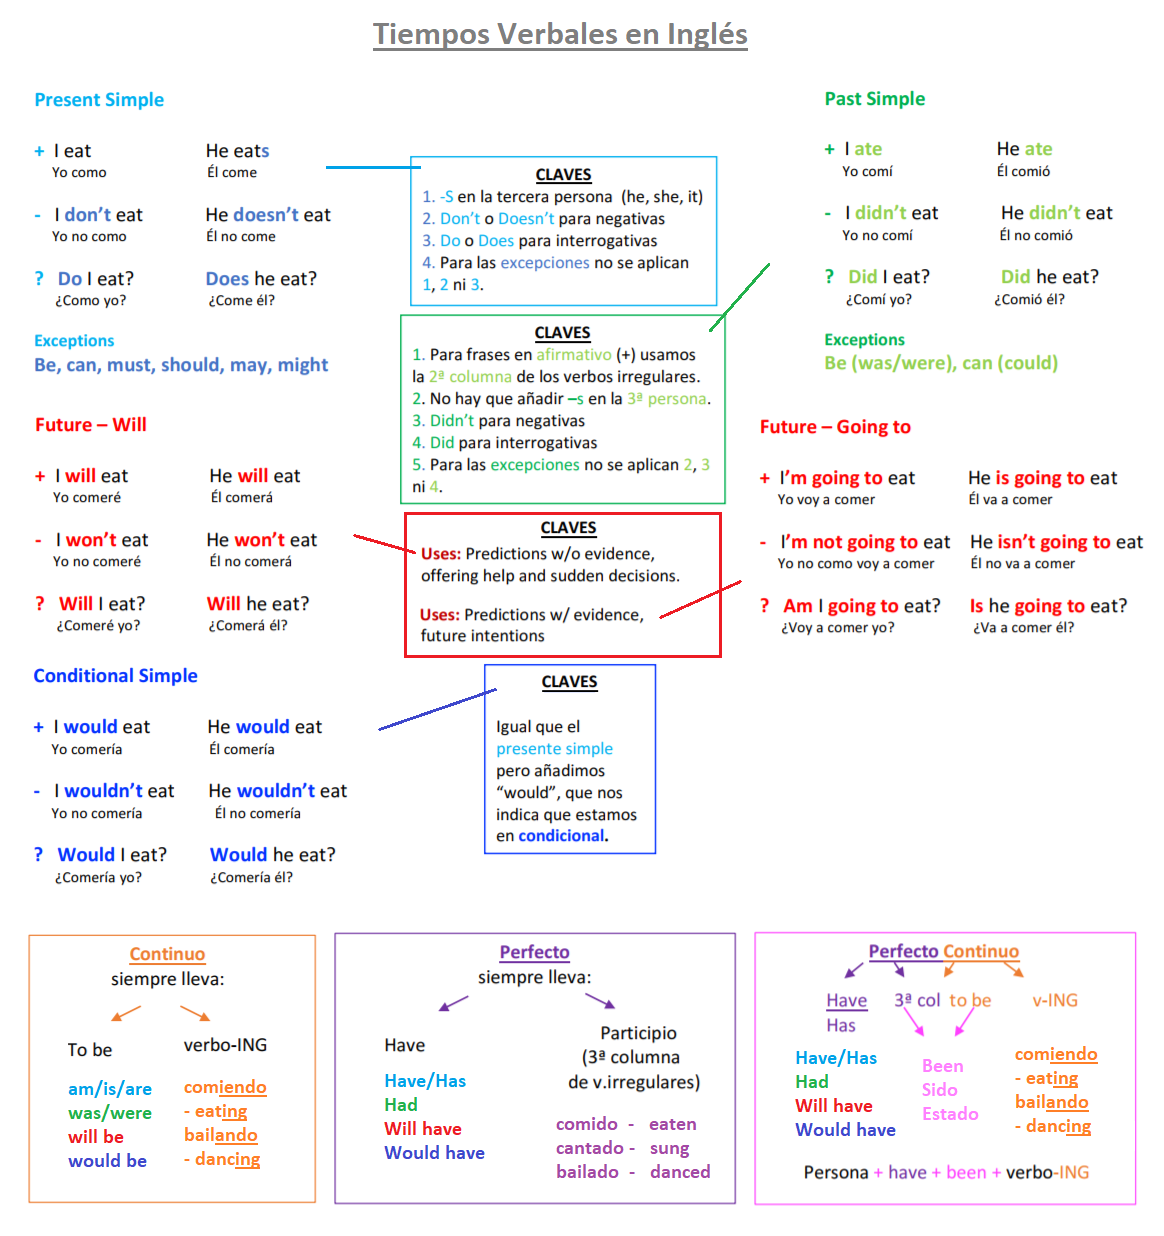 Tiempos Verbales en Inglés
Present Simple
+ I eat He eats
Yo como Él come
- I don't eat He doesn't eat
Yo no como Él no come
? Do I eat? Does he eat?
¿Como yo? ¿Come él?
Exceptions
Be, can, must, should, may, might
CLAVES
1. -S en la tercera persona (he, she, it)
2. Don't o Doesn't para negativas
3. Do o Does para interrogativas
4. Para las excepciones no se aplican
1, 2 ni 3.
Past Simple
+ I ate He ate
Yo comí Él comió
- I didn't eat He didn't eat
Yo no comí Él no comió
? Did I eat? Did he eat?
¿Comí yo? ¿Comió él?
Exceptions
Be (was/were), can (could)
CLAVES
1. Para frases en afirmativo (+) usamos
la 2ª columna de los verbos irregulares.
2. No hay que añadir –s en la 3ª persona.
3. Didn't para negativas
4. Did para interrogativas
5. Para las excepciones no se aplican 2, 3
ni 4.
Future – Will
+ I will eat He will eat
Yo comeré Él comerá
- I won't eat He won't eat
Yo no comeré Él no comerá
? Will I eat? Will he eat?
¿Comeré yo? ¿Comerá él?
CLAVES
Uses: Predictions w/o evidence,
offering help and sudden decisions.
Uses: Predictions w/ evidence,
future intentions
Future – Going to
+ I'm going to eat He is going to eat
Yo voy a comer Él va a comer
- I'm not going to eat He isn't going to eat
Yo no como voy a comer Él no va a comer
? Am I going to eat? Is he going to eat?
¿Voy a comer yo? ¿Va a comer él?
Conditional Simple
+ I would eat He would eat
Yo comería Él comería
- I wouldn't eat He wouldn't eat
Yo no comería Él no comería
? Would I eat? Would he eat?
¿Comería yo? ¿Comería él?
CLAVES
Igual que el
presente simple
pero añadimos
“would”, que nos
indica que estamos
en condicional.
Continuo
siempre lleva:
To be verbo-ING
am/is/are comiendo
was/were - eating
will be bailando
would be - dancing
Perfecto
siempre lleva:
Have
Have/Has
Had
Will have
Would have
Participio
(3ª columna
de v.irregulares)
comido - eaten
cantado - sung
bailado - danced
Perfecto Continuo
Have 3ª col to be v-ING
Has
Have/Has
Had
Will have
Would have
Been
Sido
Estado
comiendo
- eating
bailando
- dancing
Persona + have + been + verbo-ING